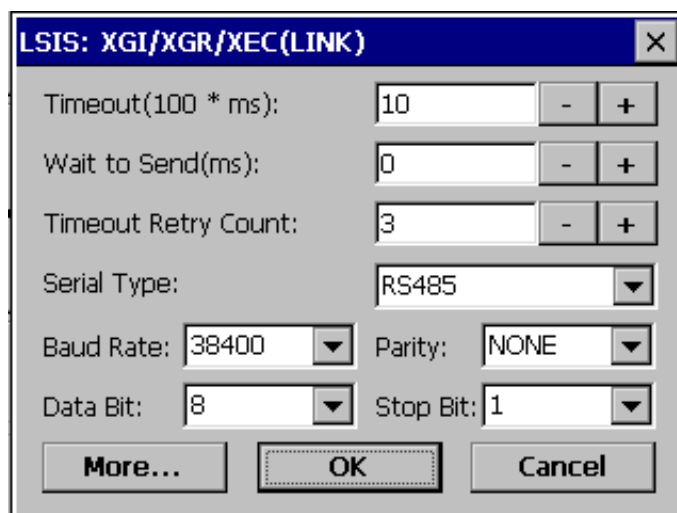 LSIS: XGI/XGR/XEC(LINK)
Timeout(100 * ms): 10 - +
Wait to Send(ms): 0 - +
Timeout Retry Count: 3 - +
Serial Type: RS485
Baud Rate: 38400 Parity: NONE
Data Bit: 8 Stop Bit: 1
More... OK Cancel